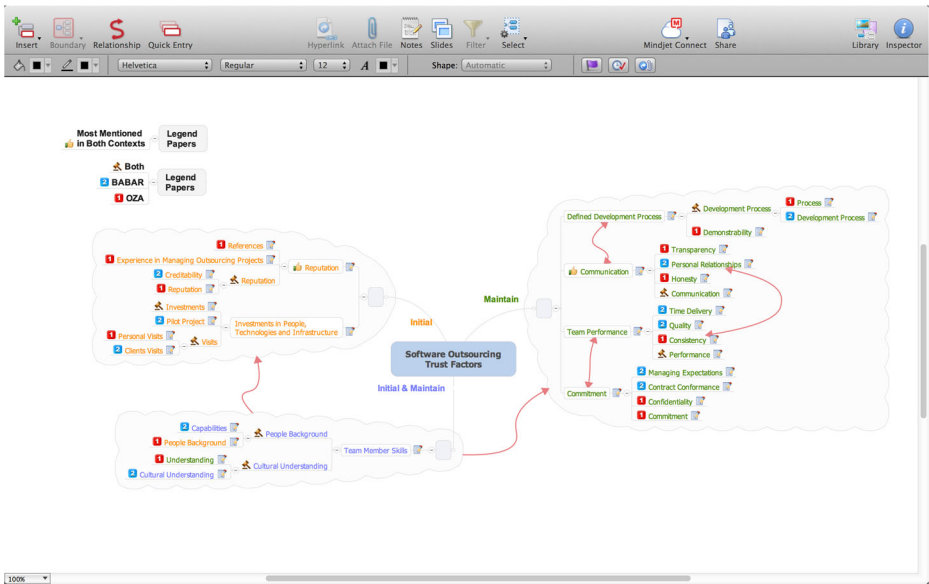 Insert Boundary Relationship Quick Entry Hyperlink Attach File Notes Slides Filter Select Mindjet Connect Share Library Inspector
Helvetica Regular 12 A Shape: Automatic
Most Mentioned
in Both Contexts
Legend
Papers
Both
2 BABAR
1 OZA
Legend
Papers
1 References
1 Experience in Managing Outsourcing Projects
2 Creditability
1 Reputation
Reputation
Reputation
Investments
2 Pilot Project
1 Personal Visits
2 Clients Visits
Visits
Investments in People,
Technologies and Infrastructure
Initial
Software Outsourcing
Trust Factors
Initial & Maintain
2 Capabilities
1 People Background
People Background
1 Understanding
2 Cultural Understanding
Cultural Understanding
Team Member Skills
Maintain
Defined Development Process
Development Process
1 Process
2 Development Process
1 Demonstrability
Communication
1 Transparency
2 Personal Relationships
1 Honesty
Communication
Team Performance
2 Time Delivery
2 Quality
1 Consistency
Performance
Commitment
2 Managing Expectations
2 Contract Conformance
1 Confidentiality
1 Commitment
100%